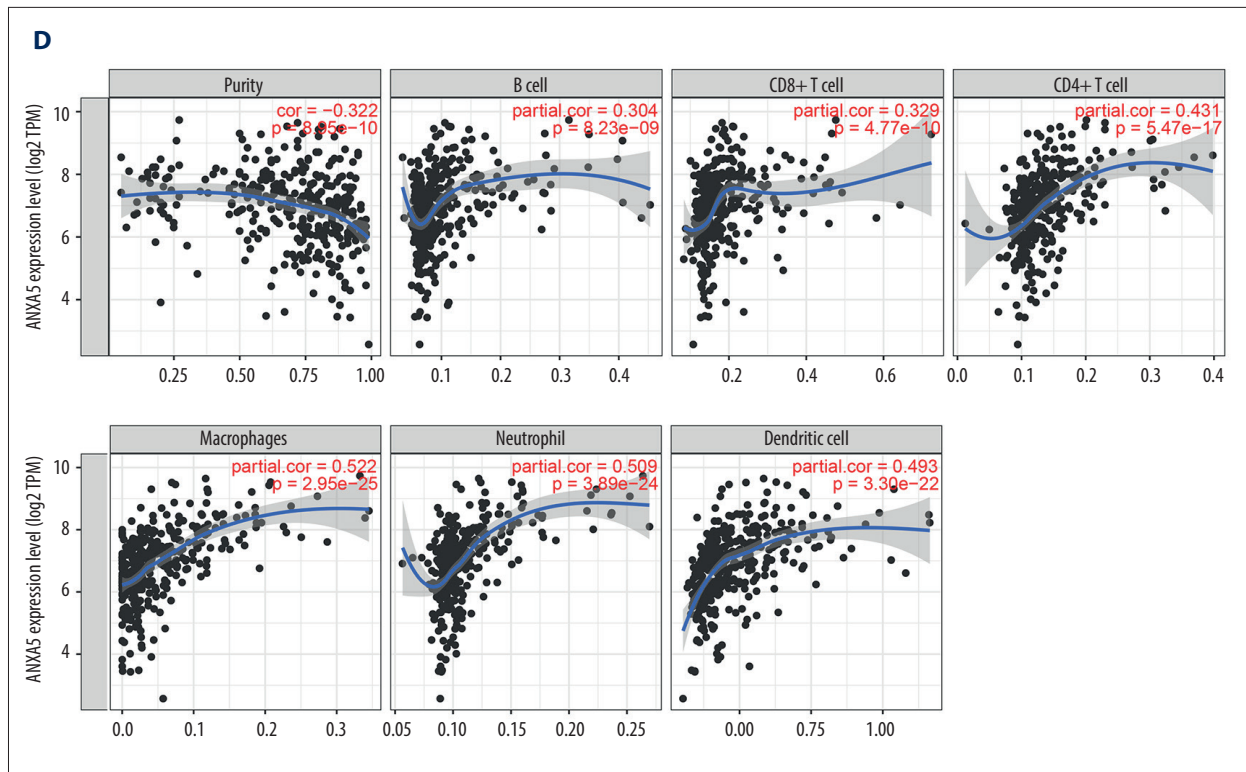 D
Purity
B cell
CD8+ T cell
CD4+ T cell
cor = −0.322
p = 8.95e−10
partial.cor = 0.304
p = 8.23e−09
partial.cor = 0.329
p = 4.77e−10
partial.cor = 0.431
p = 5.47e−17
ANXA5 expression level (log2 TPM)
10
8
6
4
0.25 0.50 0.75 1.00
0.1 0.2 0.3 0.4
0.2 0.4 0.6
0.0 0.1 0.2 0.3 0.4
Macrophages
Neutrophil
Dendritic cell
partial.cor = 0.522
p = 2.95e−25
partial.cor = 0.509
p = 3.89e−24
partial.cor = 0.493
p = 3.30e−22
ANXA5 expression level (log2 TPM)
10
8
6
4
0.0 0.1 0.2 0.3
0.05 0.10 0.15 0.20 0.25
0.00 0.75 1.00